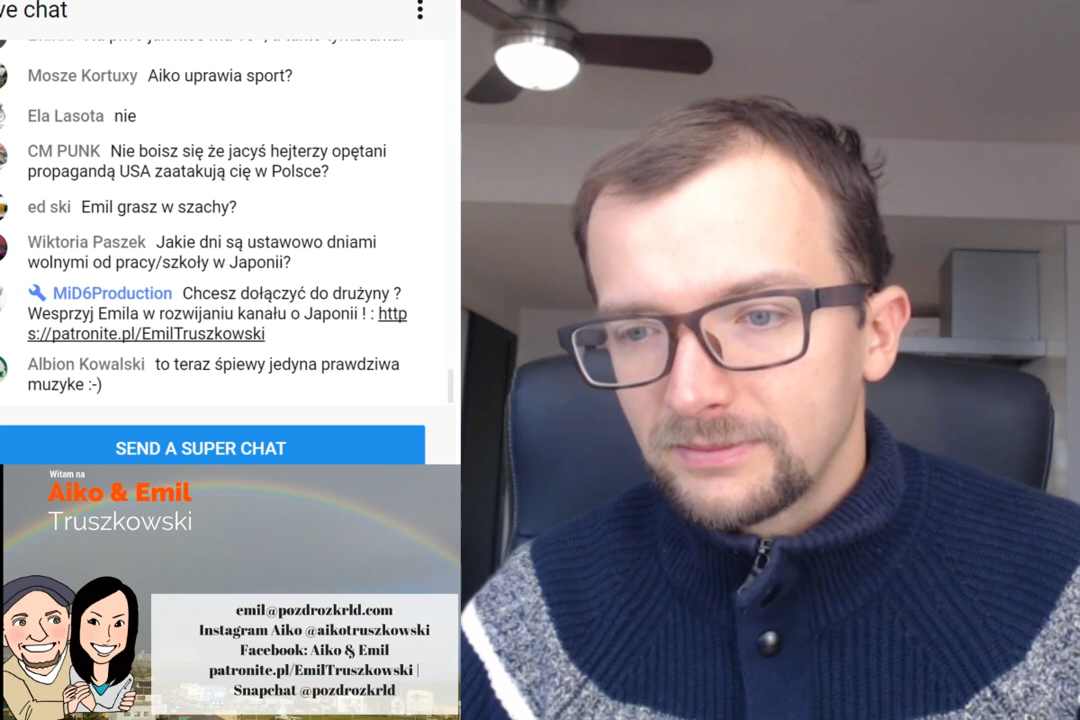 ve chat
Mosze Kortuxy Aiko uprawia sport?
Ela Lasota nie
CM PUNK Nie boisz się że jacyś hejterzy opętani
propagandą USA zaatakują cię w Polsce?
ed ski Emil grasz w szachy?
Wiktoria Paszek Jakie dni są ustawowo dniami
wolnymi od pracy/szkoły w Japonii?
MiD6Production Chcesz dołączyć do drużyny ?
Wesprzyj Emila w rozwijaniu kanału o Japonii ! : http
s://patronite.pl/EmilTruszkowski
Albion Kowalski to teraz śpiewy jedyna prawdziwa
muzyke :-)
SEND A SUPER CHAT
Witam na
Aiko & Emil
Truszkowski
emil@pozdrozkrld.com
Instagram Aiko @aikotruszkowski
Facebook: Aiko & Emil
patronite.pl/EmilTruszkowski |
Snapchat @pozdrozkrld